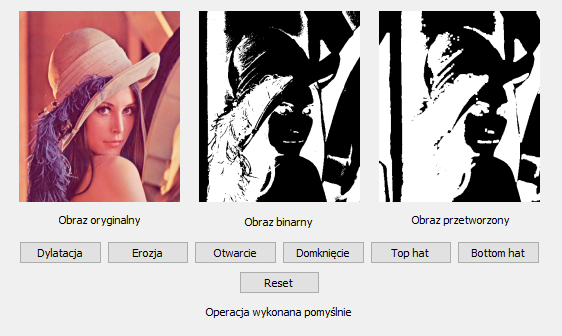 Obraz oryginalny
Obraz binarny
Obraz przetworzony
Dylatacja
Erozja
Otwarcie
Domknięcie
Top hat
Bottom hat
Reset
Operacja wykonana pomyślnie